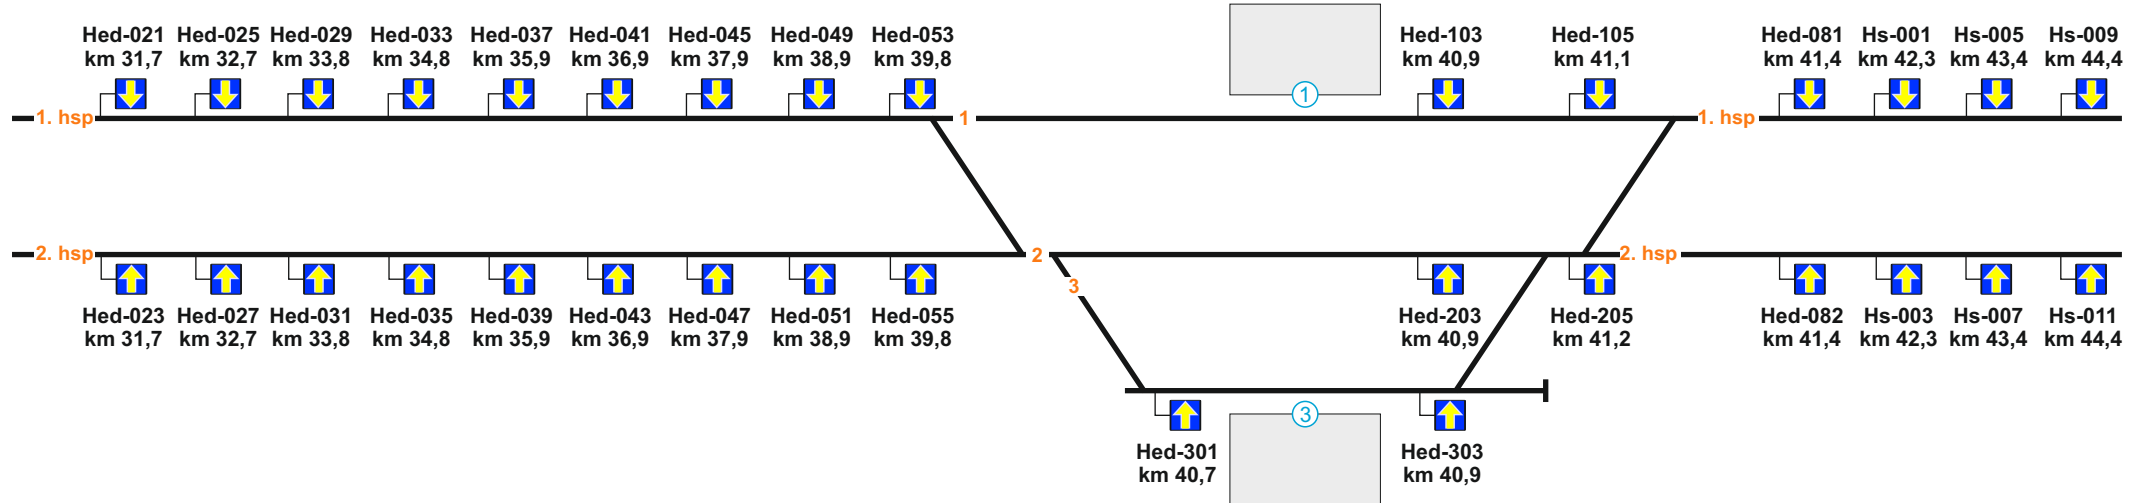 Hed-021 Hed-025 Hed-029 Hed-033 Hed-037 Hed-041 Hed-045 Hed-049 Hed-053 Hed-103 Hed-105 Hed-081 Hs-001 Hs-005 Hs-009
km 31,7 km 32,7 km 33,8 km 34,8 km 35,9 km 36,9 km 37,9 km 38,9 km 39,8 km 40,9 km 41,1 km 41,4 km 42,3 km 43,4 km 44,4
1
1. hsp 1 1. hsp
2. hsp 2 2. hsp
3
Hed-023 Hed-027 Hed-031 Hed-035 Hed-039 Hed-043 Hed-047 Hed-051 Hed-055 Hed-203 Hed-205 Hed-082 Hs-003 Hs-007 Hs-011
km 31,7 km 32,7 km 33,8 km 34,8 km 35,9 km 36,9 km 37,9 km 38,9 km 39,8 km 40,9 km 41,2 km 41,4 km 42,3 km 43,4 km 44,4
3
Hed-301 Hed-303
km 40,7 km 40,9